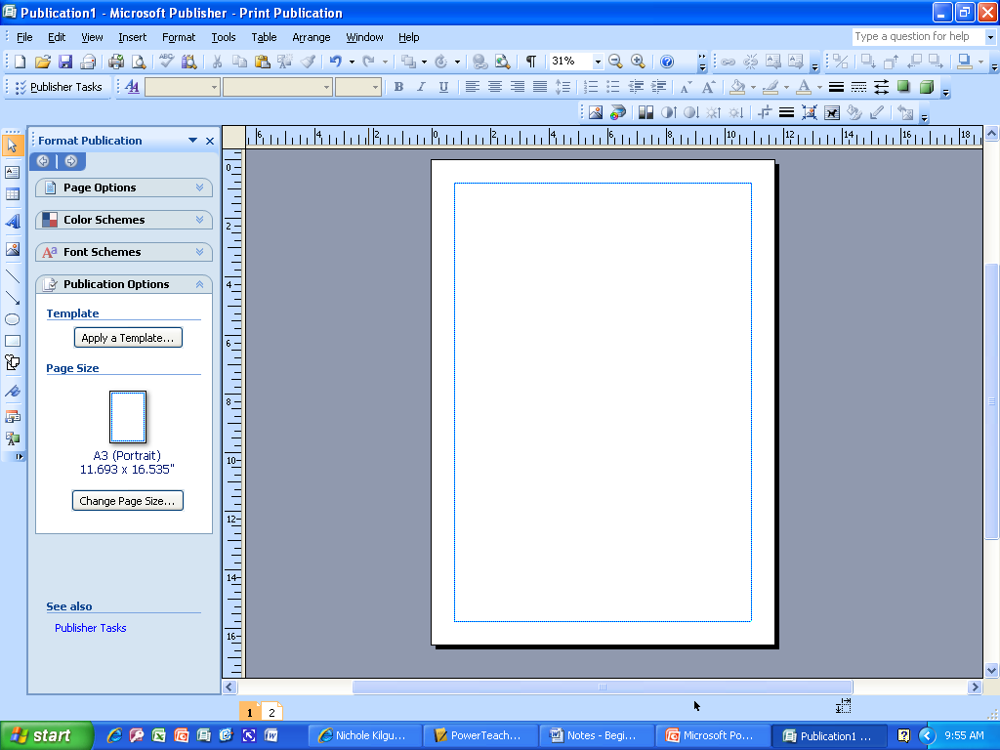 Publication1 - Microsoft Publisher - Print Publication
File Edit View Insert Format Tools Table Arrange Window Help
Type a question for help
31%
Publisher Tasks
Format Publication
6 4 2 0 2 4 6 8 10 12 14 16 18
Page Options
Color Schemes
Font Schemes
Publication Options
Template
Apply a Template...
Page Size
A3 (Portrait)
11.693 x 16.535"
Change Page Size...
See also
Publisher Tasks
0
2
4
6
8
10
12
14
16
1 2
start
Nichole Kilgu...
PowerTeach...
Notes - Begi...
Microsoft Po...
Publication1 ...
9:55 AM